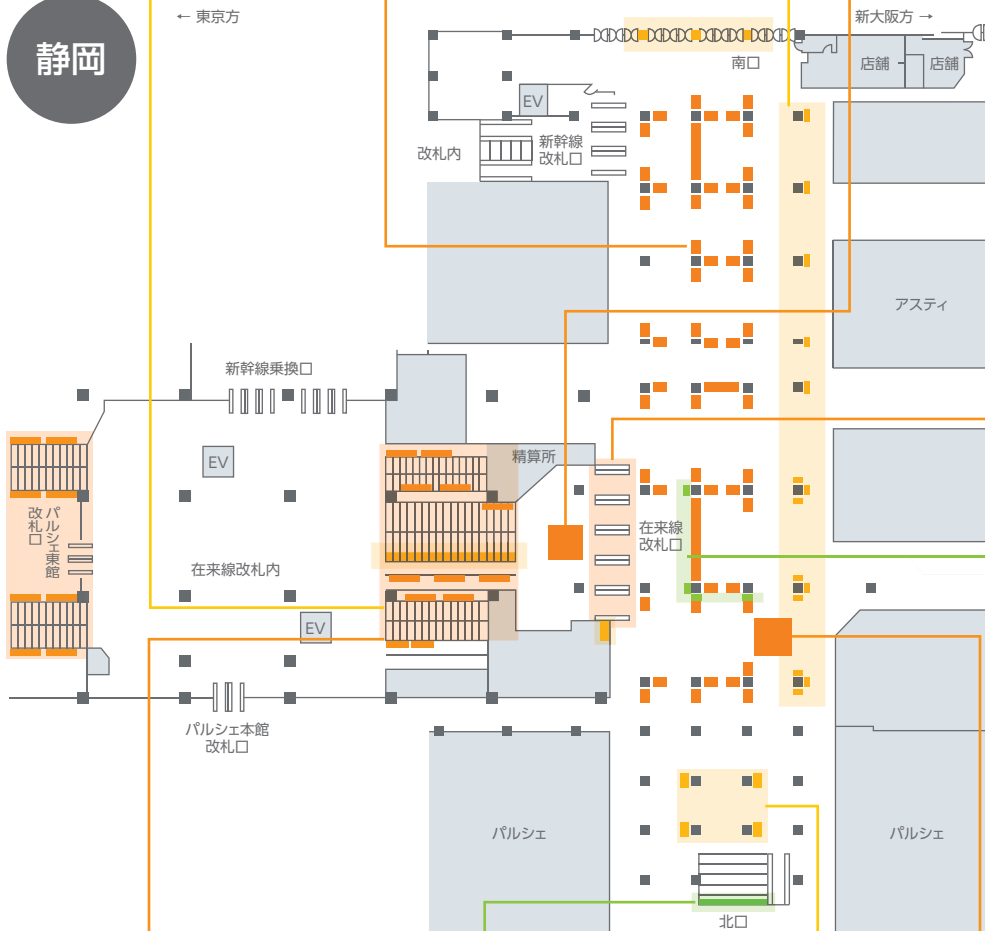 静岡
← 東京方
新大阪方 →
南口
店舗
店舗
EV
改札内
新幹線
改札口
アスティ
新幹線乗換口
EV
精算所
パルシェ東館
改札口
在来線
改札口
在来線改札内
EV
パルシェ本館
改札口
パルシェ
パルシェ
北口